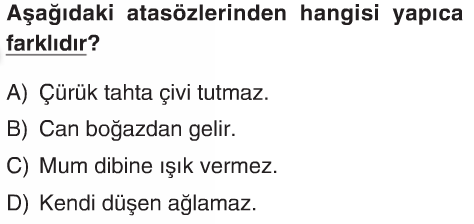 Aşağıdaki atasözlerinden hangisi yapıca
farklıdır?
A) Çürük tahta çivi tutmaz.
B) Can boğazdan gelir.
C) Mum dibine ışık vermez.
D) Kendi düşen ağlamaz.